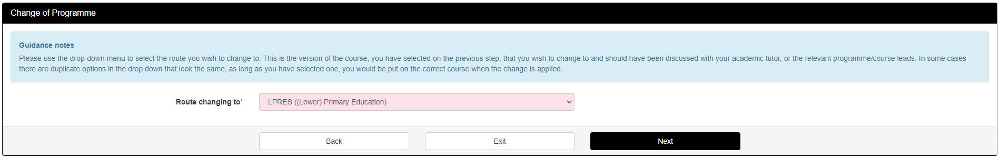 Change of Programme
Guidance notes
Please use the drop-down menu to select the route you wish to change to. This is the version of the course, you have selected on the previous step, that you wish to change to and should have been discussed with your academic tutor, or the relevant programme/course leads. In some cases
there are duplicate options in the drop down that look the same, as long as you have selected one, you would be put on the correct course when the change is applied.
Route changing to* LPRES ((Lower) Primary Education)
Back Exit Next